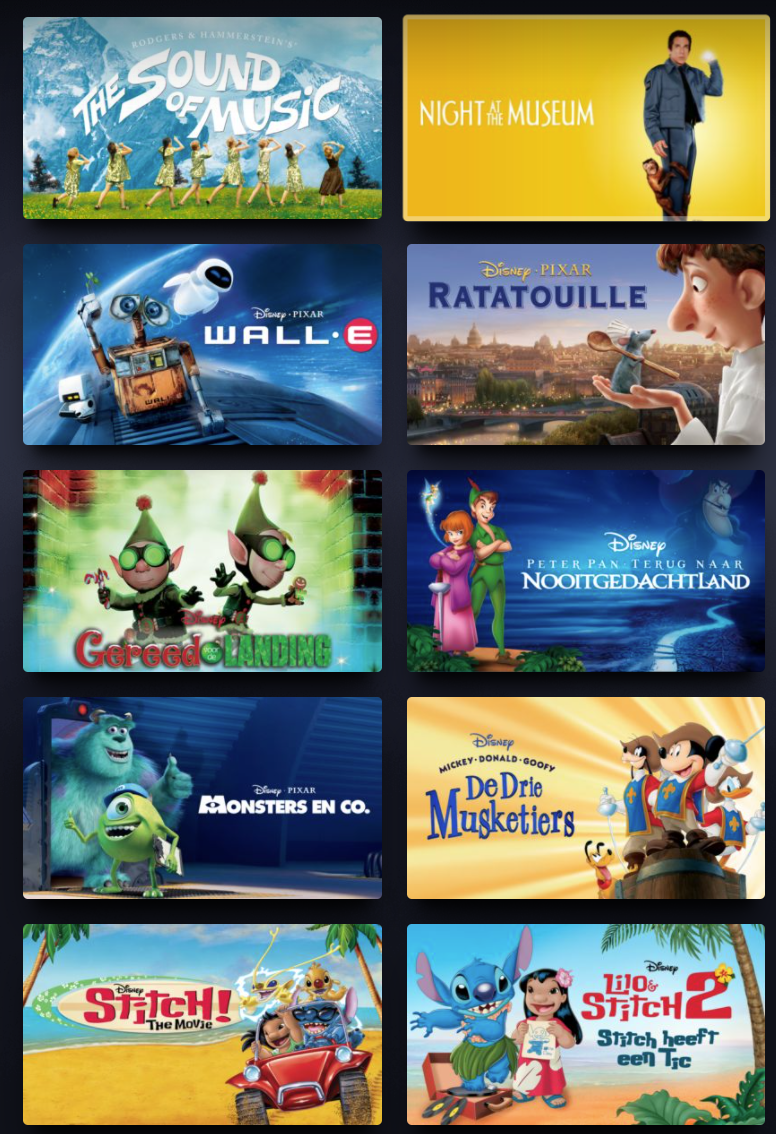 RODGERS & HAMMERSTEIN'S
THE SOUND
OF MUSIC
NIGHT AT THE MUSEUM
Disney · PIXAR
WALL·E
WALL·E
Disney · PIXAR
RATATOUILLE
Disney
Gereed voor de LANDING
Disney
PETER PAN TERUG NAAR
NOOITGEDACHTLAND
Disney · PIXAR
MONSTERS EN CO.
Disney
MICKEY · DONALD · GOOFY
De Drie
Musketiers
Disney
STITCH!
THE MOVIE
Disney
LILO &
STITCH 2
Stitch heeft
een Tic